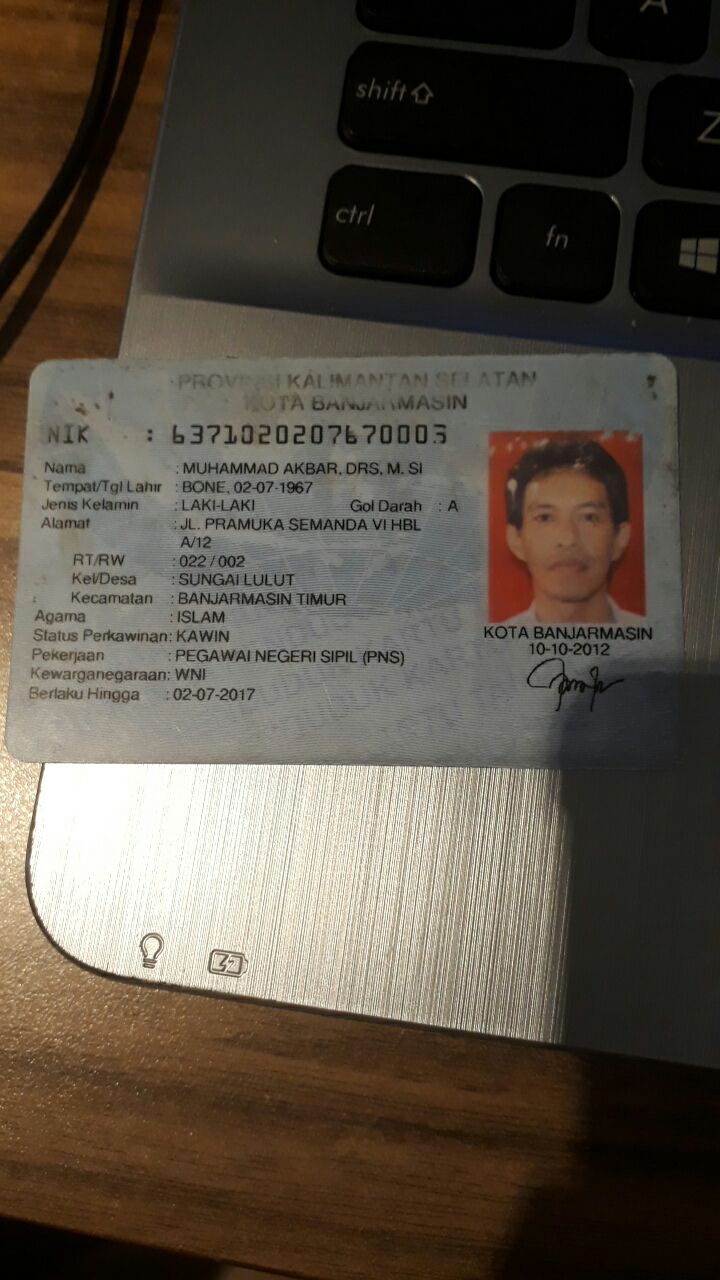 A
shift
Z
ctrl
fn
PROVINSI KALIMANTAN SELATAN
KOTA BANJARMASIN
NIK : 6371020207670003
Nama : MUHAMMAD AKBAR, DRS, M. SI
Tempat/Tgl Lahir : BONE, 02-07-1967
Jenis Kelamin : LAKI-LAKI Gol Darah : A
Alamat : JL. PRAMUKA SEMANDA VI HBL
A/12
RT/RW : 022 / 002
Kel/Desa : SUNGAI LULUT
Kecamatan : BANJARMASIN TIMUR
Agama : ISLAM
Status Perkawinan: KAWIN
Pekerjaan : PEGAWAI NEGERI SIPIL (PNS)
Kewarganegaraan: WNI
Berlaku Hingga : 02-07-2017
KOTA BANJARMASIN
10-10-2012